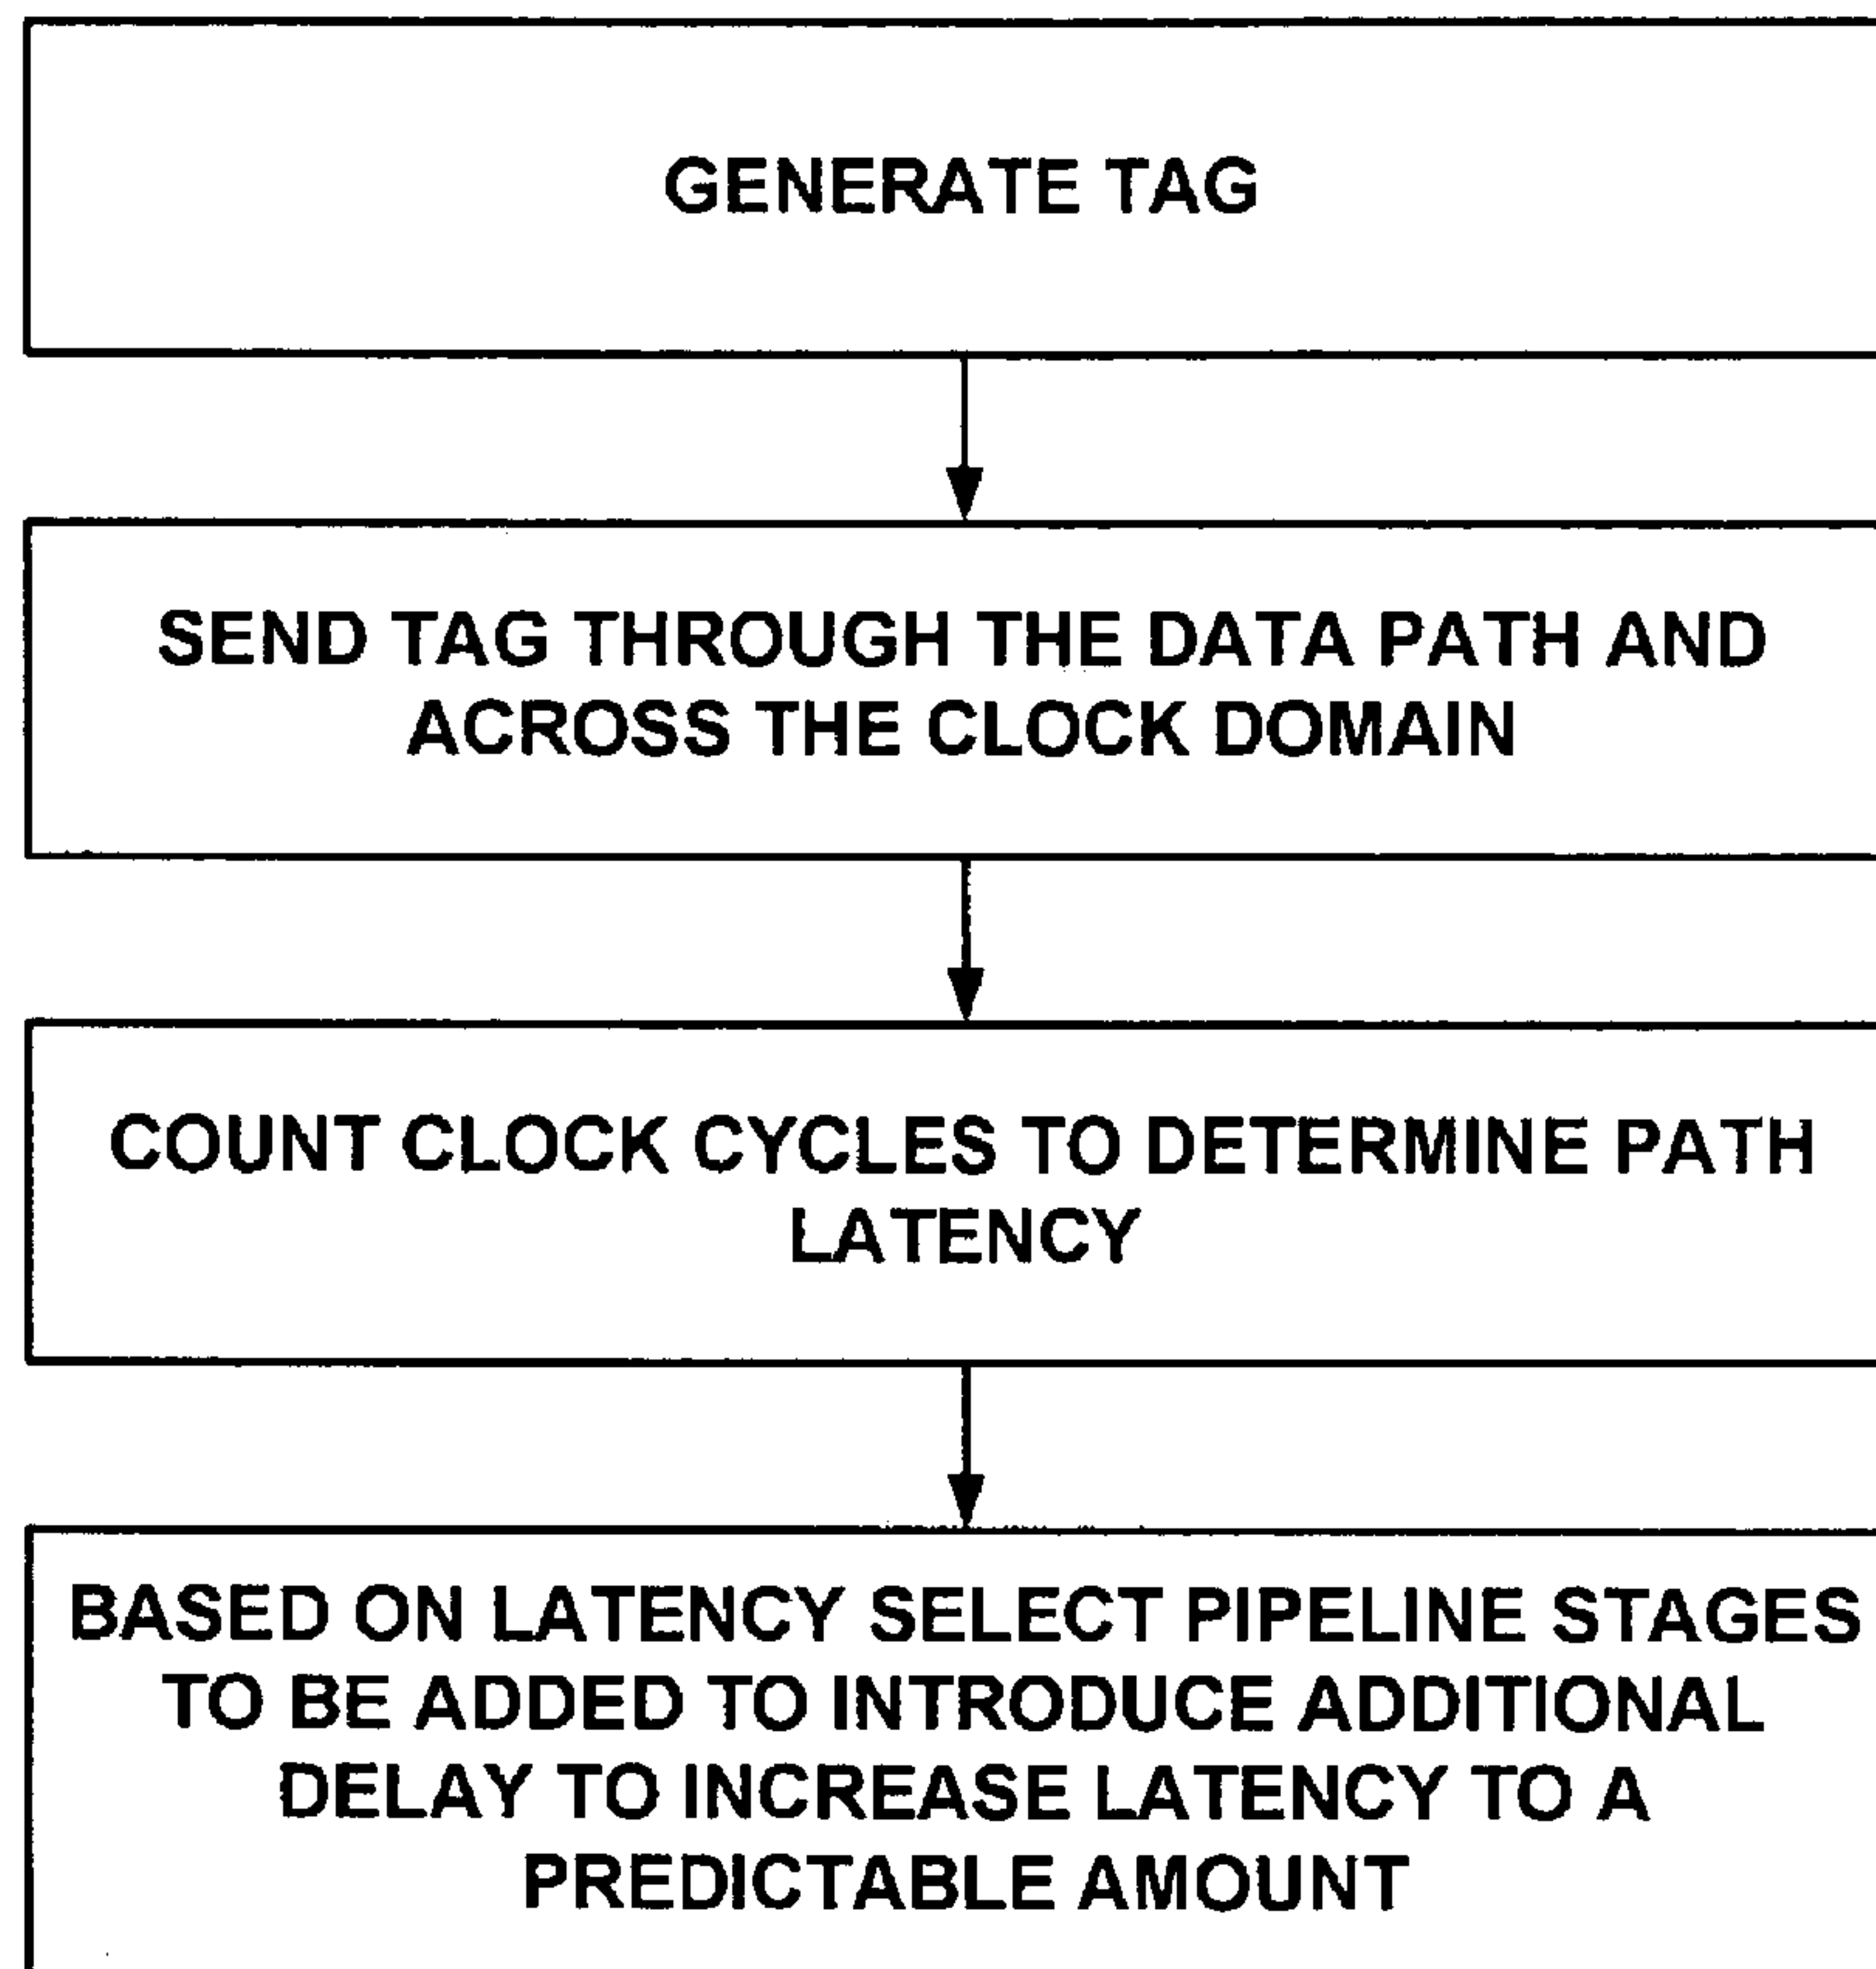 GENERATE TAG
SEND TAG THROUGH THE DATA PATH AND
ACROSS THE CLOCK DOMAIN
COUNT CLOCK CYCLES TO DETERMINE PATH
LATENCY
BASED ON LATENCY SELECT PIPELINE STAGES
TO BE ADDED TO INTRODUCE ADDITIONAL
DELAY TO INCREASE LATENCY TO A
PREDICTABLE AMOUNT